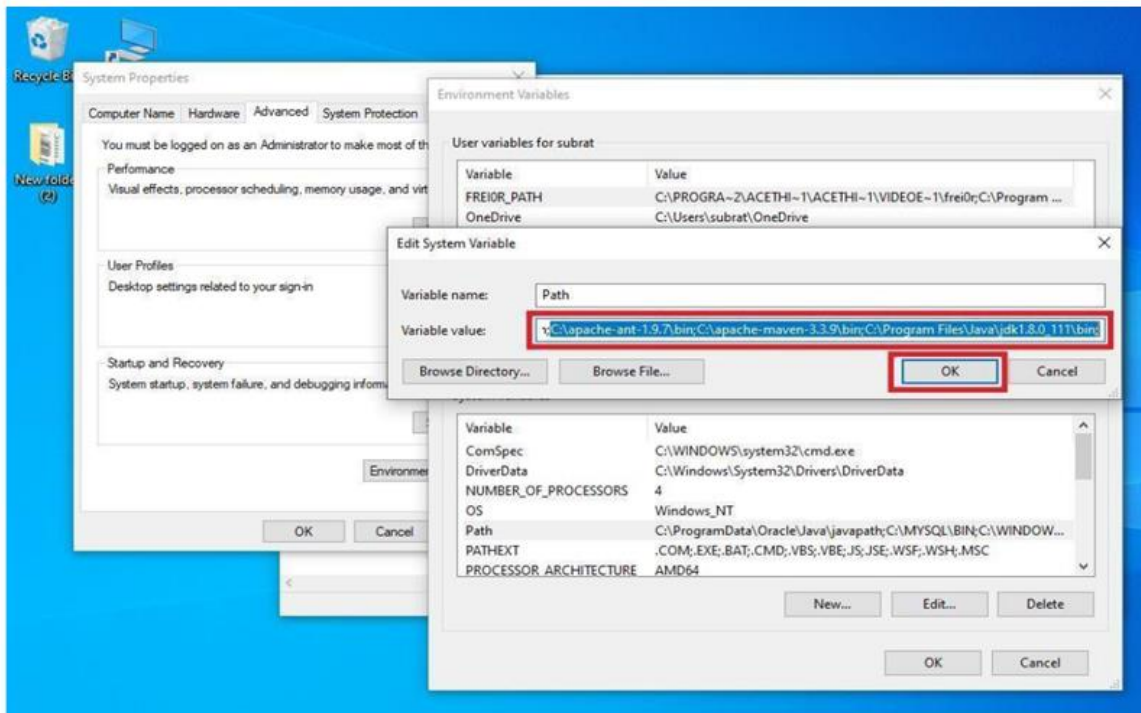 Recycle Bi
New folde
(2)
System Properties
Computer Name Hardware Advanced System Protection
You must be logged on as an Administrator to make most of th
Performance
Visual effects, processor scheduling, memory usage, and virt
User Profiles
Desktop settings related to your sign-in
Startup and Recovery
System startup, system failure, and debugging inform
Environmen
OK Cancel
Environment Variables
User variables for subrat
Variable Value
FREI0R_PATH C:\PROGRA~2\ACETHI~1\ACETHI~1\VIDEOE~1\frei0r;C:\Program ...
OneDrive C:\Users\subrat\OneDrive
Edit System Variable
Variable name: Path
Variable value: ;C:\apache-ant-1.9.7\bin;C:\apache-maven-3.3.9\bin;C:\Program Files\Java\jdk1.8.0_111\bin;
Browse Directory... Browse File... OK Cancel
Variable Value
ComSpec C:\WINDOWS\system32\cmd.exe
DriverData C:\Windows\System32\Drivers\DriverData
NUMBER_OF_PROCESSORS 4
OS Windows_NT
Path C:\ProgramData\Oracle\Java\javapath;C:\MYSQL\BIN;C:\WINDOW...
PATHEXT .COM;.EXE;.BAT;.CMD;.VBS;.VBE;.JS;.JSE;.WSF;.WSH;.MSC
PROCESSOR_ARCHITECTURE AMD64
New... Edit... Delete
OK Cancel